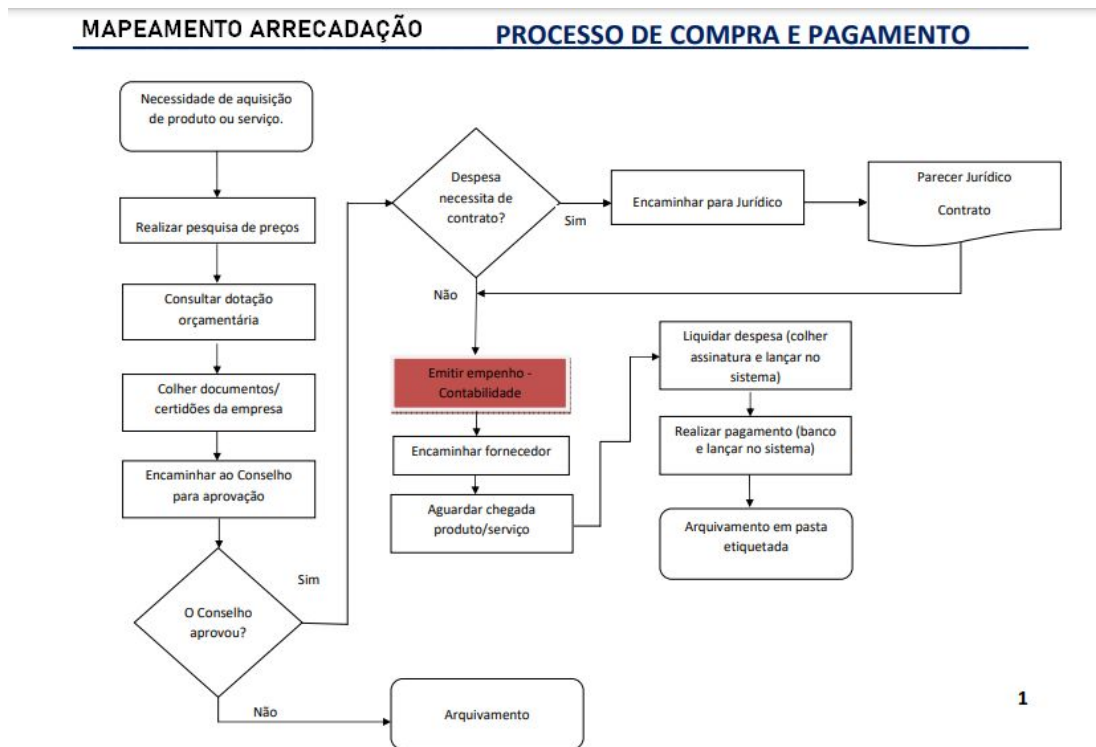 MAPEAMENTO ARRECADAÇÃO
PROCESSO DE COMPRA E PAGAMENTO
Necessidade de aquisição
de produto ou serviço.
Realizar pesquisa de preços
Consultar dotação
orçamentária
Colher documentos/
certidões da empresa
Encaminhar ao Conselho
para aprovação
O Conselho
aprovou?
Sim
Não
Arquivamento
Despesa
necessita de
contrato?
Sim
Encaminhar para Jurídico
Parecer Jurídico
Contrato
Não
Emitir empenho -
Contabilidade
Encaminhar fornecedor
Aguardar chegada
produto/serviço
Liquidar despesa (colher
assinatura e lançar no
sistema)
Realizar pagamento (banco
e lançar no sistema)
Arquivamento em pasta
etiquetada
1